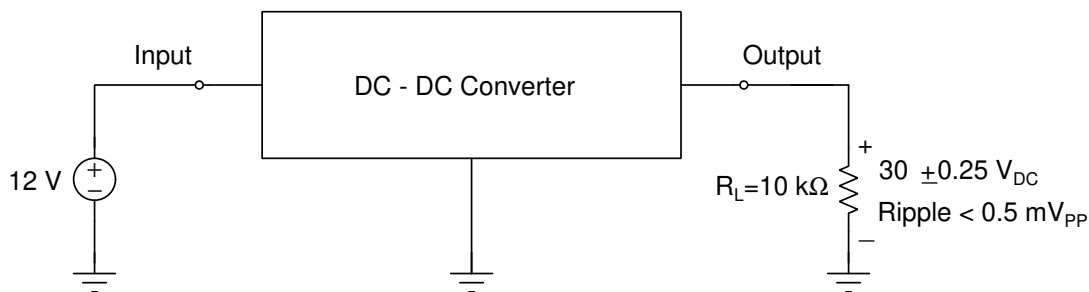 Input
Output
DC - DC Converter
12 V
+
−
R_L=10 kΩ
+
−
30 ±0.25 V_DC
Ripple < 0.5 mV_PP